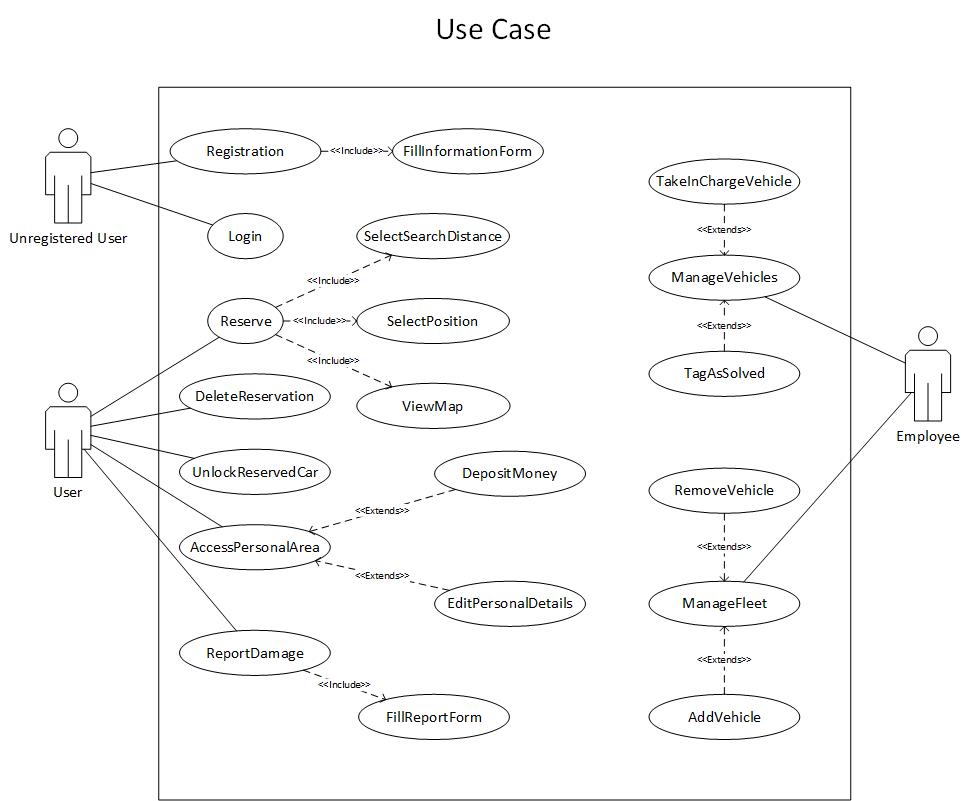 Use Case
Registration
<<Include>>
FillInformationForm
TakeInChargeVehicle
Unregistered User
Login
SelectSearchDistance
<<Extends>>
ManageVehicles
<<Include>>
Reserve
<<Include>>
SelectPosition
<<Extends>>
<<Include>>
TagAsSolved
DeleteReservation
ViewMap
Employee
User
UnlockReservedCar
DepositMoney
RemoveVehicle
<<Extends>>
AccessPersonalArea
<<Extends>>
<<Extends>>
EditPersonalDetails
ManageFleet
ReportDamage
<<Extends>>
<<Include>>
FillReportForm
AddVehicle